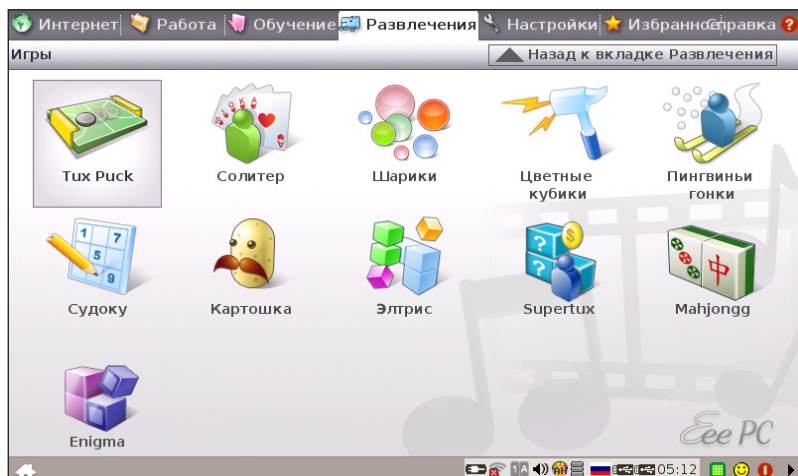 Интернет Работа Обучение Развлечения Настройки Избранное Справка ?
Игры Назад к вкладке Развлечения
Tux Puck Солитер Шарики Цветные кубики Пингвиньи гонки
Судоку Картошка Элтрис Supertux Mahjongg
Enigma
Eee PC
05:12